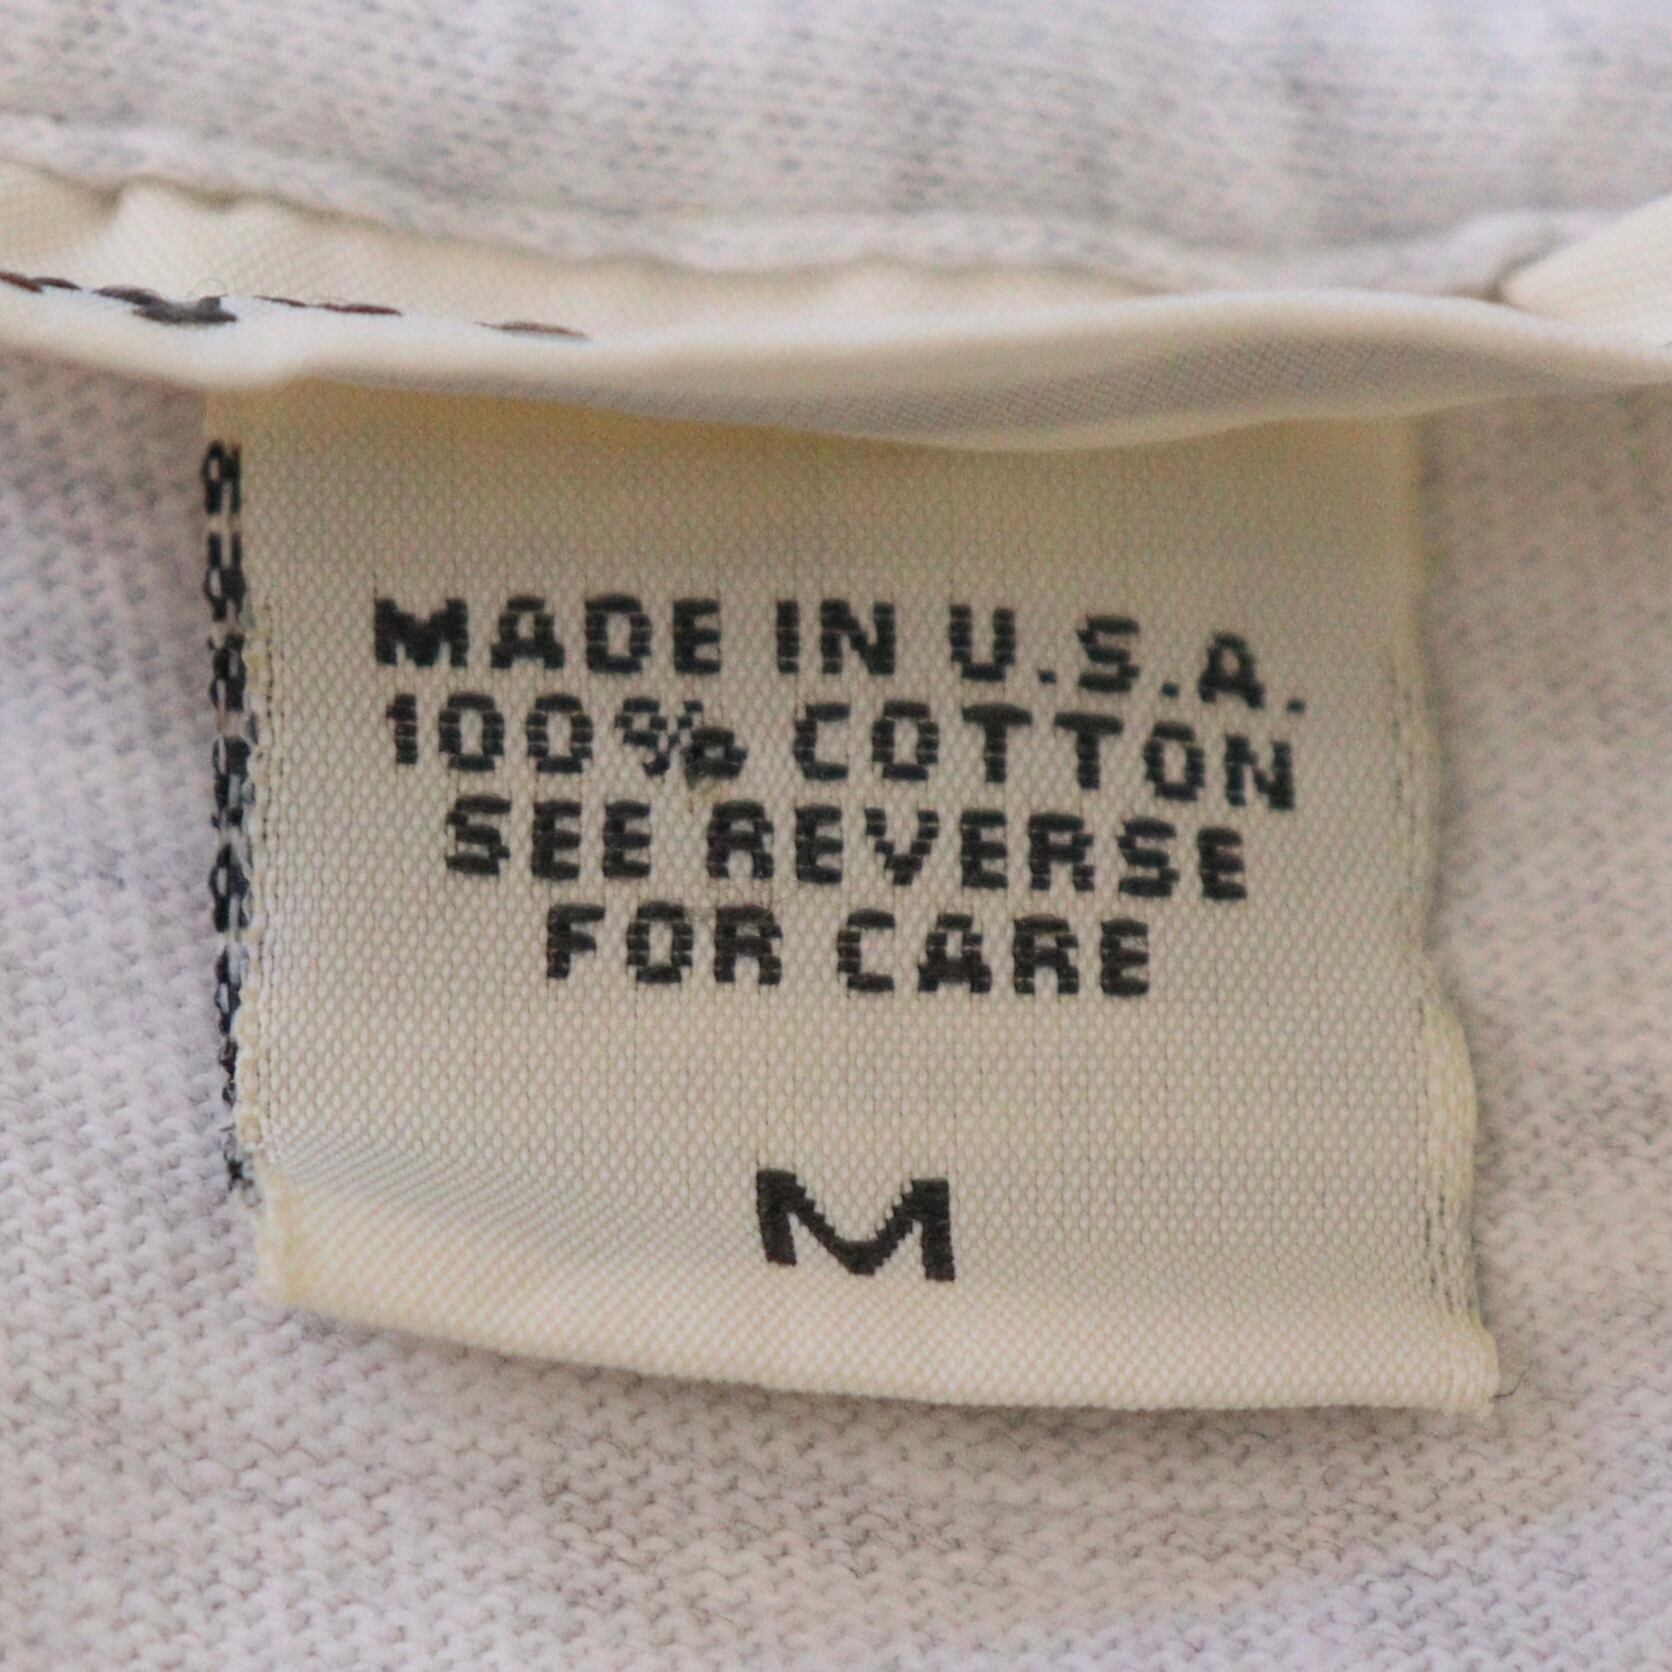 MADE IN U.S.A.
100% COTTON
SEE REVERSE
FOR CARE
M